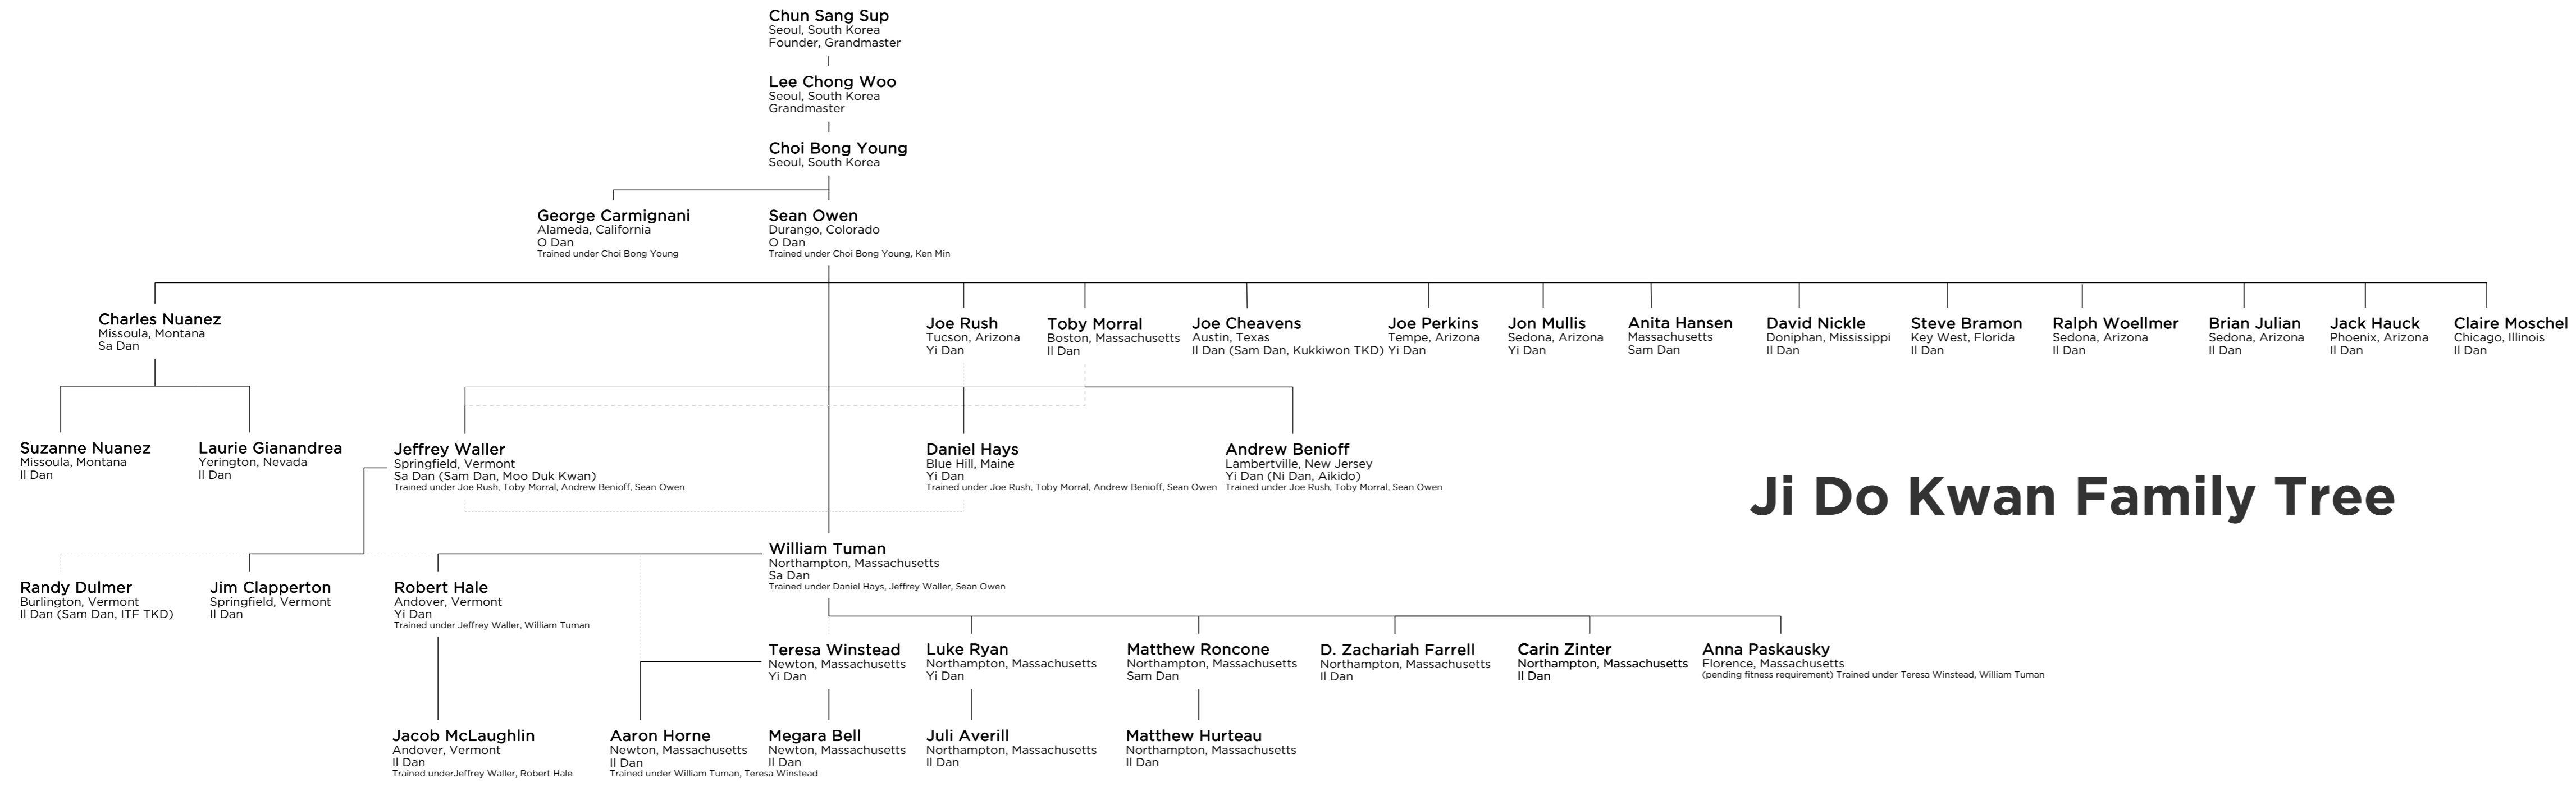 Chun Sang Sup
Seoul, South Korea
Founder, Grandmaster
Lee Chong Woo
Seoul, South Korea
Grandmaster
Choi Bong Young
Seoul, South Korea
George Carmignani
Alameda, California
O Dan
Trained under Choi Bong Young
Sean Owen
Durango, Colorado
O Dan
Trained under Choi Bong Young, Ken Min
Charles Nuanez
Missoula, Montana
Sa Dan
Joe Rush
Tucson, Arizona
Yi Dan
Toby Morral
Boston, Massachusetts
Il Dan
Joe Cheavens
Austin, Texas
Il Dan (Sam Dan, Kukkiwon TKD)
Joe Perkins
Tempe, Arizona
Yi Dan
Jon Mullis
Sedona, Arizona
Yi Dan
Anita Hansen
Massachusetts
Sam Dan
David Nickle
Doniphan, Mississippi
Il Dan
Steve Bramon
Key West, Florida
Il Dan
Ralph Woellmer
Sedona, Arizona
Il Dan
Brian Julian
Sedona, Arizona
Il Dan
Jack Hauck
Phoenix, Arizona
Il Dan
Claire Moschel
Chicago, Illinois
Il Dan
Suzanne Nuanez
Missoula, Montana
Il Dan
Laurie Gianandrea
Yerington, Nevada
Il Dan
Jeffrey Waller
Springfield, Vermont
Sa Dan (Sam Dan, Moo Duk Kwan)
Trained under Joe Rush, Toby Morral, Andrew Benioff, Sean Owen
Daniel Hays
Blue Hill, Maine
Yi Dan
Trained under Joe Rush, Toby Morral, Andrew Benioff, Sean Owen
Andrew Benioff
Lambertville, New Jersey
Yi Dan (Ni Dan, Aikido)
Trained under Joe Rush, Toby Morral, Sean Owen
Ji Do Kwan Family Tree
William Tuman
Northampton, Massachusetts
Sa Dan
Trained under Daniel Hays, Jeffrey Waller, Sean Owen
Randy Dulmer
Burlington, Vermont
Il Dan (Sam Dan, ITF TKD)
Jim Clapperton
Springfield, Vermont
Il Dan
Robert Hale
Andover, Vermont
Yi Dan
Trained under Jeffrey Waller, William Tuman
Teresa Winstead
Newton, Massachusetts
Yi Dan
Luke Ryan
Northampton, Massachusetts
Yi Dan
Matthew Roncone
Northampton, Massachusetts
Sam Dan
D. Zachariah Farrell
Northampton, Massachusetts
Il Dan
Carin Zinter
Northampton, Massachusetts
Il Dan
Anna Paskausky
Florence, Massachusetts
(pending fitness requirement) Trained under Teresa Winstead, William Tuman
Jacob McLaughlin
Andover, Vermont
Il Dan
Trained underJeffrey Waller, Robert Hale
Aaron Horne
Newton, Massachusetts
Il Dan
Trained under William Tuman, Teresa Winstead
Megara Bell
Newton, Massachusetts
Il Dan
Juli Averill
Northampton, Massachusetts
Il Dan
Matthew Hurteau
Northampton, Massachusetts
Il Dan